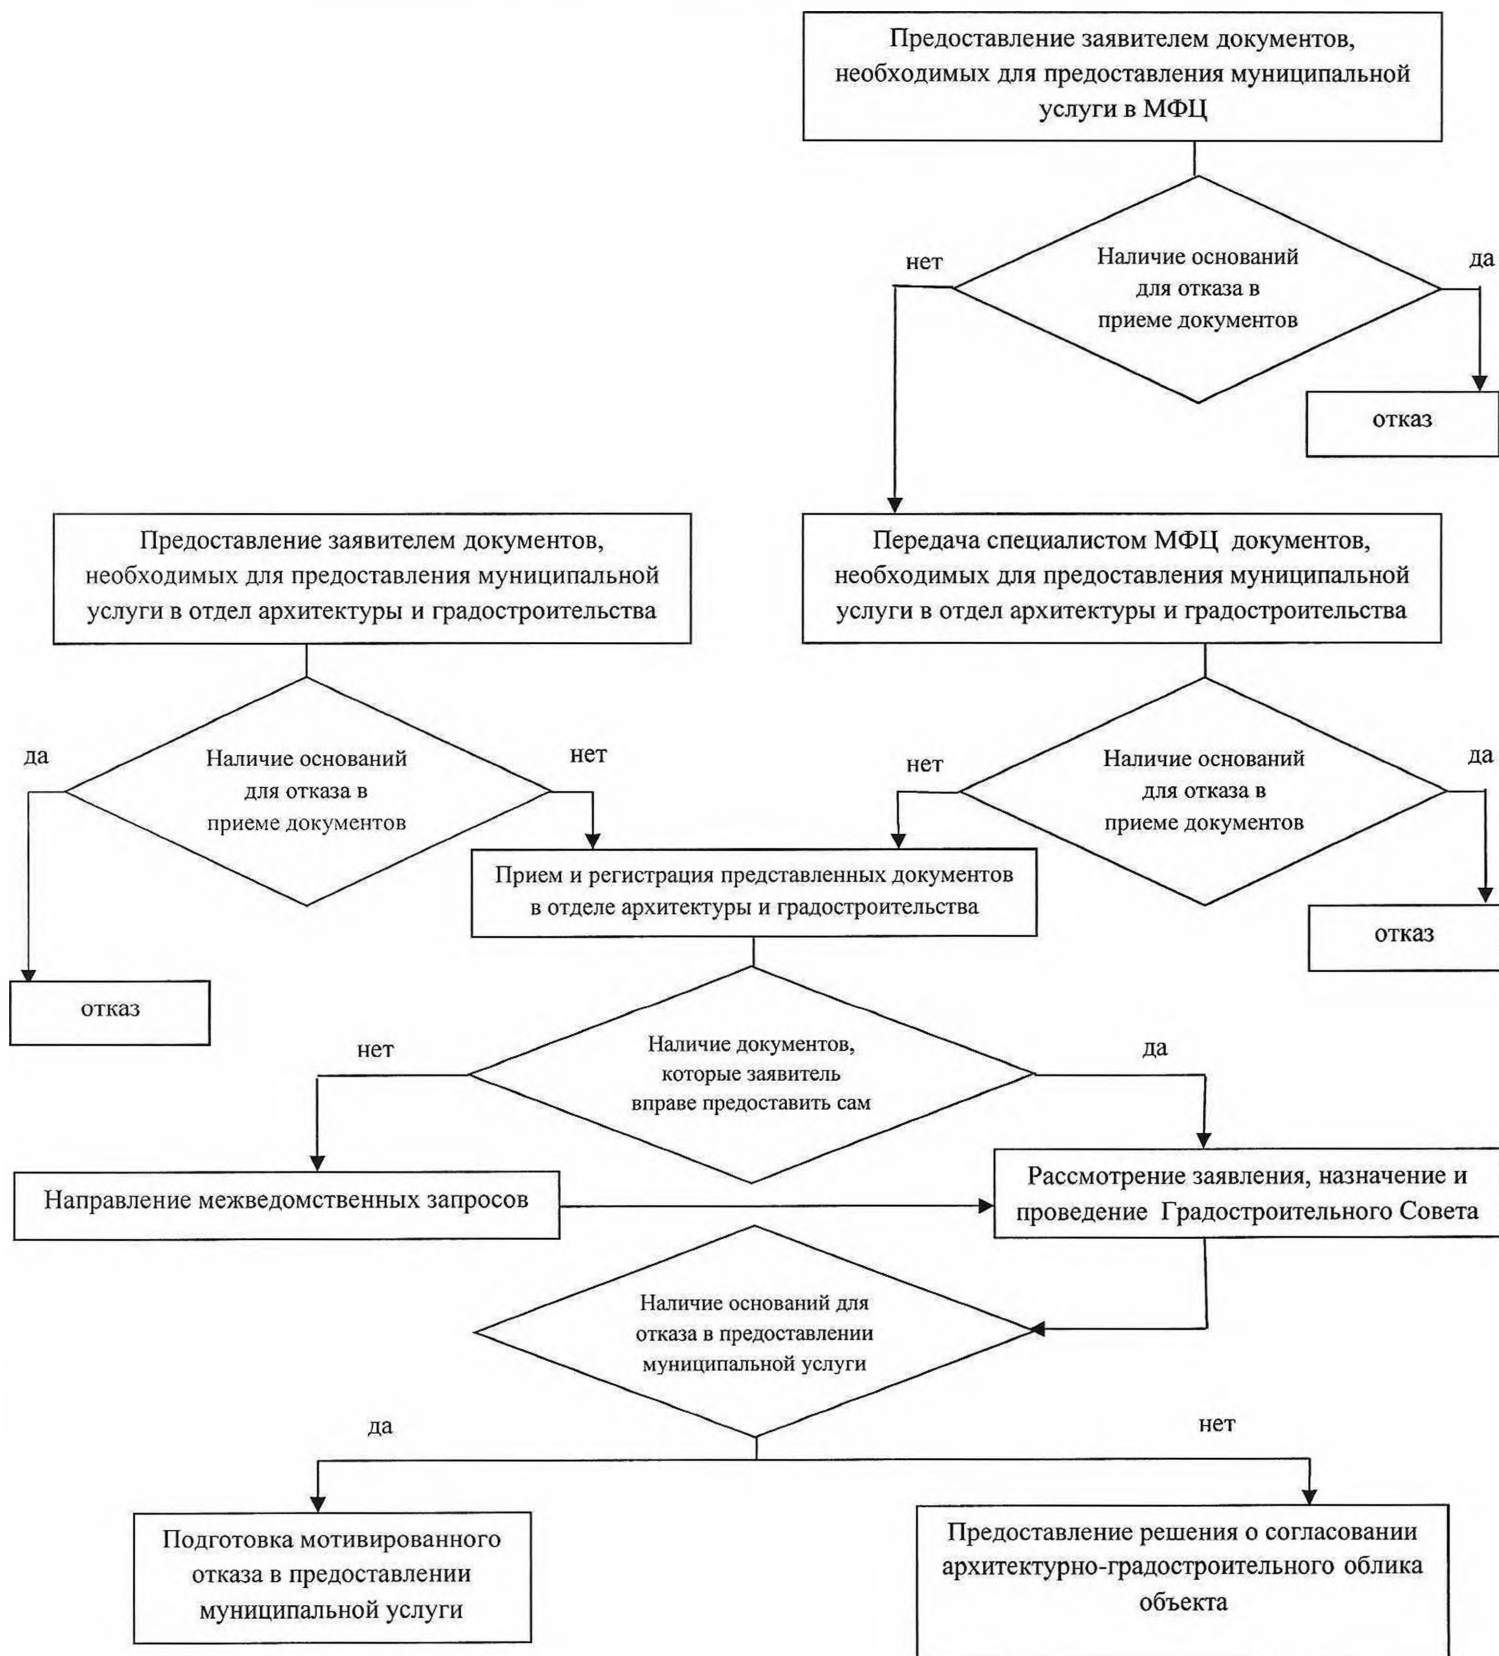 Предоставление заявителем документов,
необходимых для предоставления муниципальной
услуги в МФЦ
нет
Наличие оснований
для отказа в
приеме документов
да
отказ
Предоставление заявителем документов,
необходимых для предоставления муниципальной
услуги в отдел архитектуры и градостроительства
Передача специалистом МФЦ документов,
необходимых для предоставления муниципальной
услуги в отдел архитектуры и градостроительства
да
Наличие оснований
для отказа в
приеме документов
нет
нет
Наличие оснований
для отказа в
приеме документов
да
Прием и регистрация представленных документов
в отделе архитектуры и градостроительства
отказ
отказ
нет
Наличие документов,
которые заявитель
вправе предоставить сам
да
Направление межведомственных запросов
Рассмотрение заявления, назначение и
проведение Градостроительного Совета
Наличие оснований для
отказа в предоставлении
муниципальной услуги
да
нет
Подготовка мотивированного
отказа в предоставлении
муниципальной услуги
Предоставление решения о согласовании
архитектурно-градостроительного облика
объекта